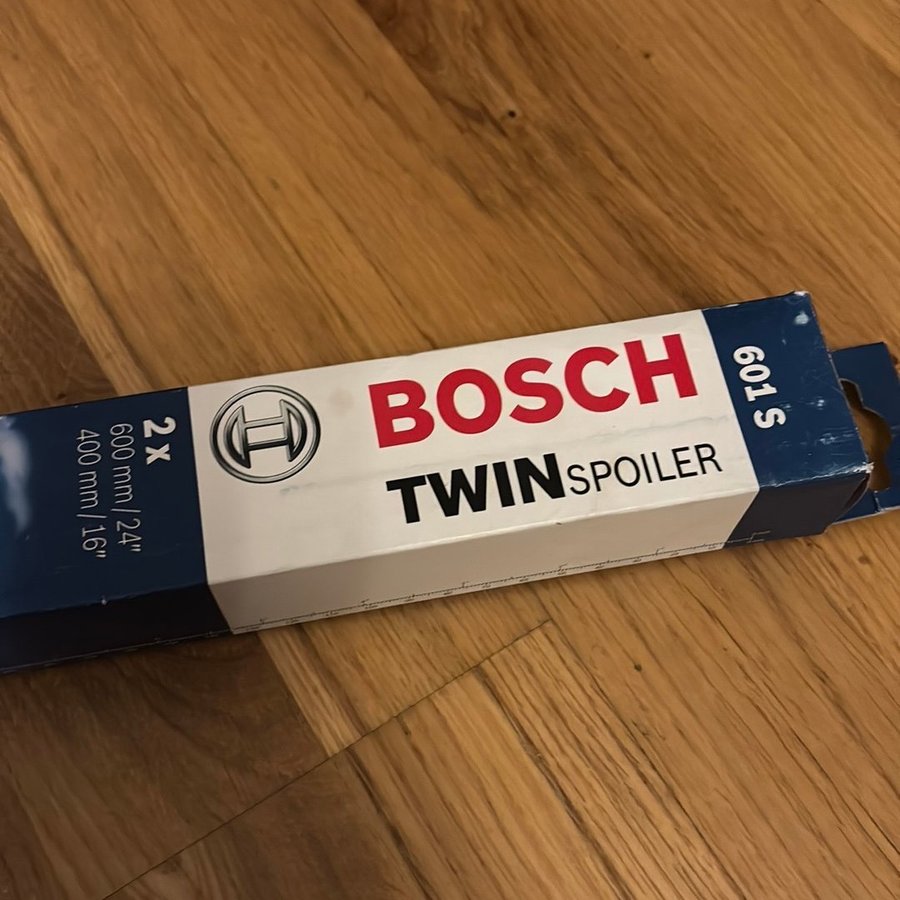 BOSCH
TWINSPOILER
601 S
2 x
600 mm / 24"
400 mm / 16"